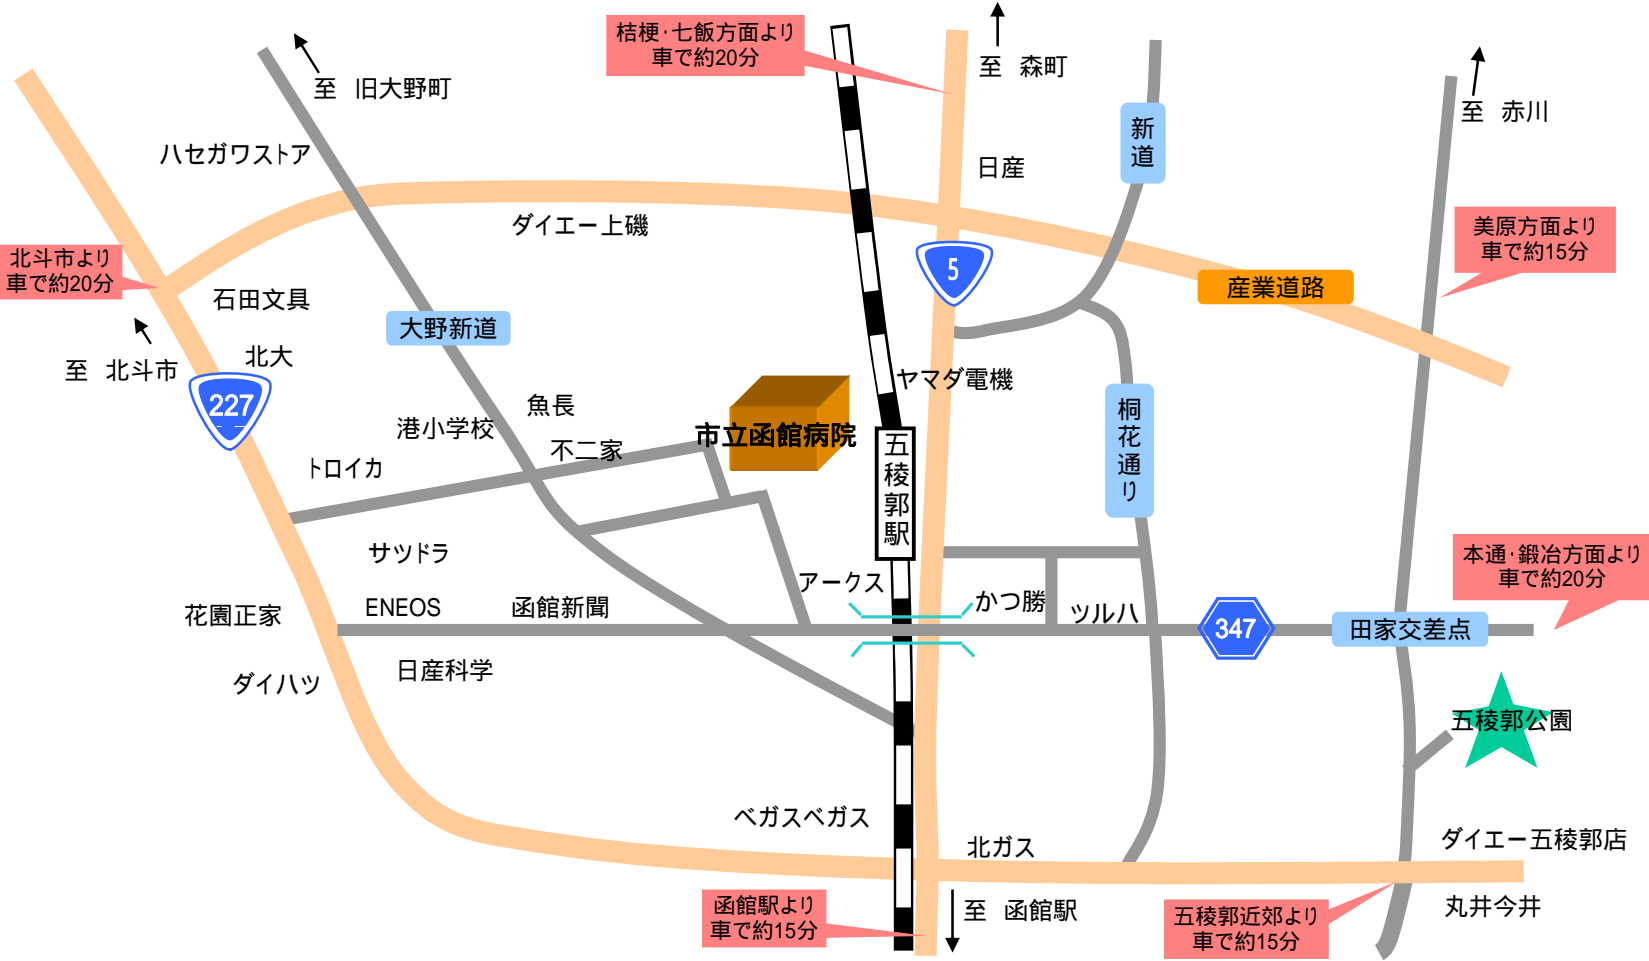 桔梗・七飯方面より
車で約20分
至 森町
至 旧大野町
至 赤川
新道
ハセガワストア
日産
ダイエー上磯
美原方面より
車で約15分
北斗市より
車で約20分
5
産業道路
石田文具
大野新道
北大
至 北斗市
ヤマダ電機
227
魚長
港小学校
桐花通り
市立函館病院
不二家
トロイカ
五稜郭駅
サツドラ
本通・鍛冶方面より
車で約20分
アークス
かつ勝
ENEOS
函館新聞
花園正家
ツルハ
347
田家交差点
日産科学
ダイハツ
五稜郭公園
ベガスベガス
北ガス
ダイエー五稜郭店
函館駅より
車で約15分
至 函館駅
五稜郭近郊より
車で約15分
丸井今井